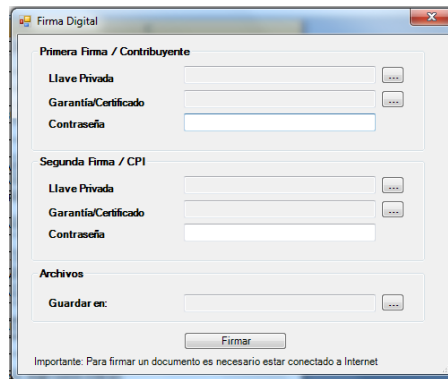 Firma Digital
Primera Firma / Contribuyente
Llave Privada
...
Garantía/Certificado
...
Contraseña
Segunda Firma / CPI
Llave Privada
...
Garantía/Certificado
...
Contraseña
Archivos
Guardar en:
...
Firmar
Importante: Para firmar un documento es necesario estar conectado a Internet